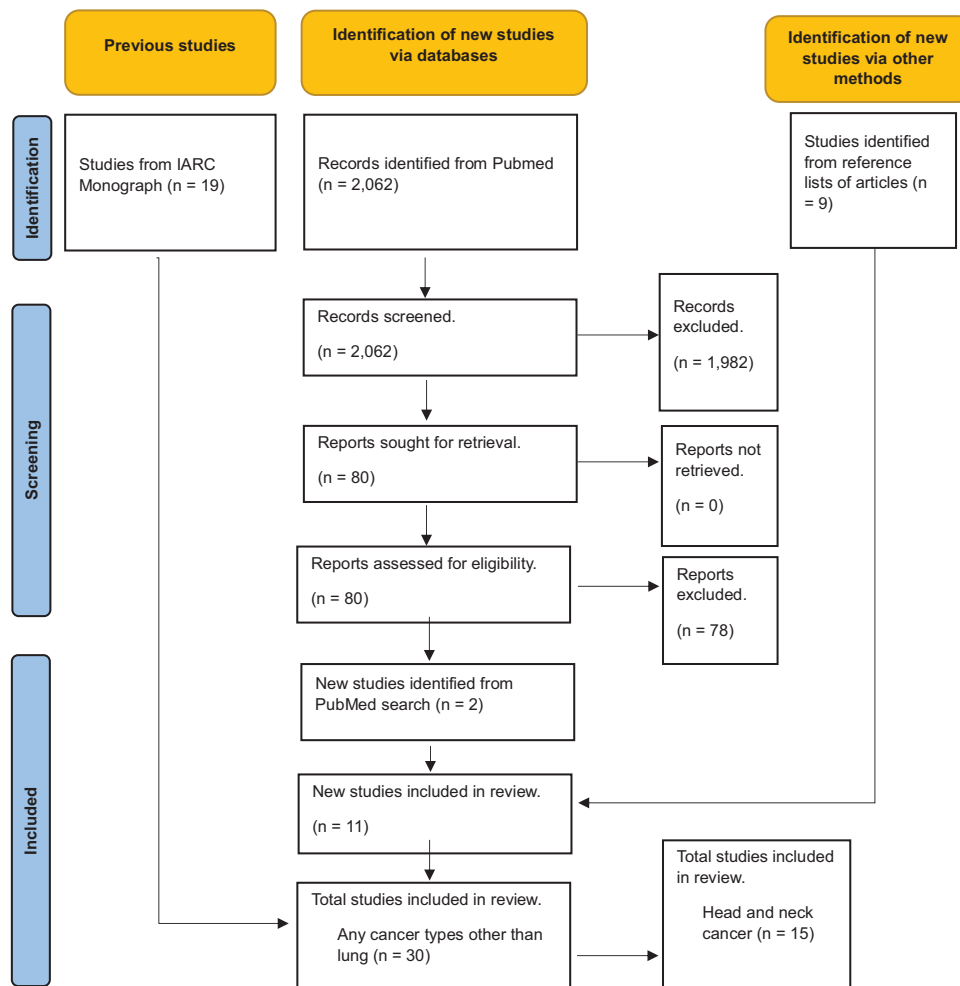 Previous studies
Identification of new studies
via databases
Identification of new
studies via other
methods
Identification
Studies from IARC
Monograph (n = 19)
Records identified from Pubmed
(n = 2,062)
Studies identified
from reference
lists of articles (n
= 9)
Screening
Records screened.
(n = 2,062)
Records
excluded.
(n = 1,982)
Reports sought for retrieval.
(n = 80)
Reports not
retrieved.
(n = 0)
Reports assessed for eligibility.
(n = 80)
Reports
excluded.
(n = 78)
Included
New studies identified from
PubMed search (n = 2)
New studies included in review.
(n = 11)
Total studies included in review.
Any cancer types other than
lung (n = 30)
Total studies included
in review.
Head and neck
cancer (n = 15)